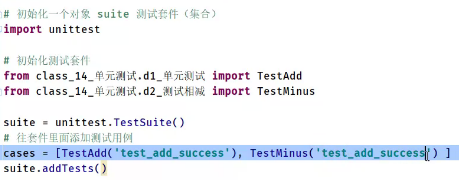 # 初始化一个对象 suite 测试套件（集合）
import unittest
# 初始化测试套件
from class_14_单元测试.d1_单元测试 import TestAdd
from class_14_单元测试.d2_测试相减 import TestMinus
suite = unittest.TestSuite()
# 往套件里面添加测试用例
cases = [TestAdd('test_add_success'), TestMinus('test_add_success') ]
suite.addTests()